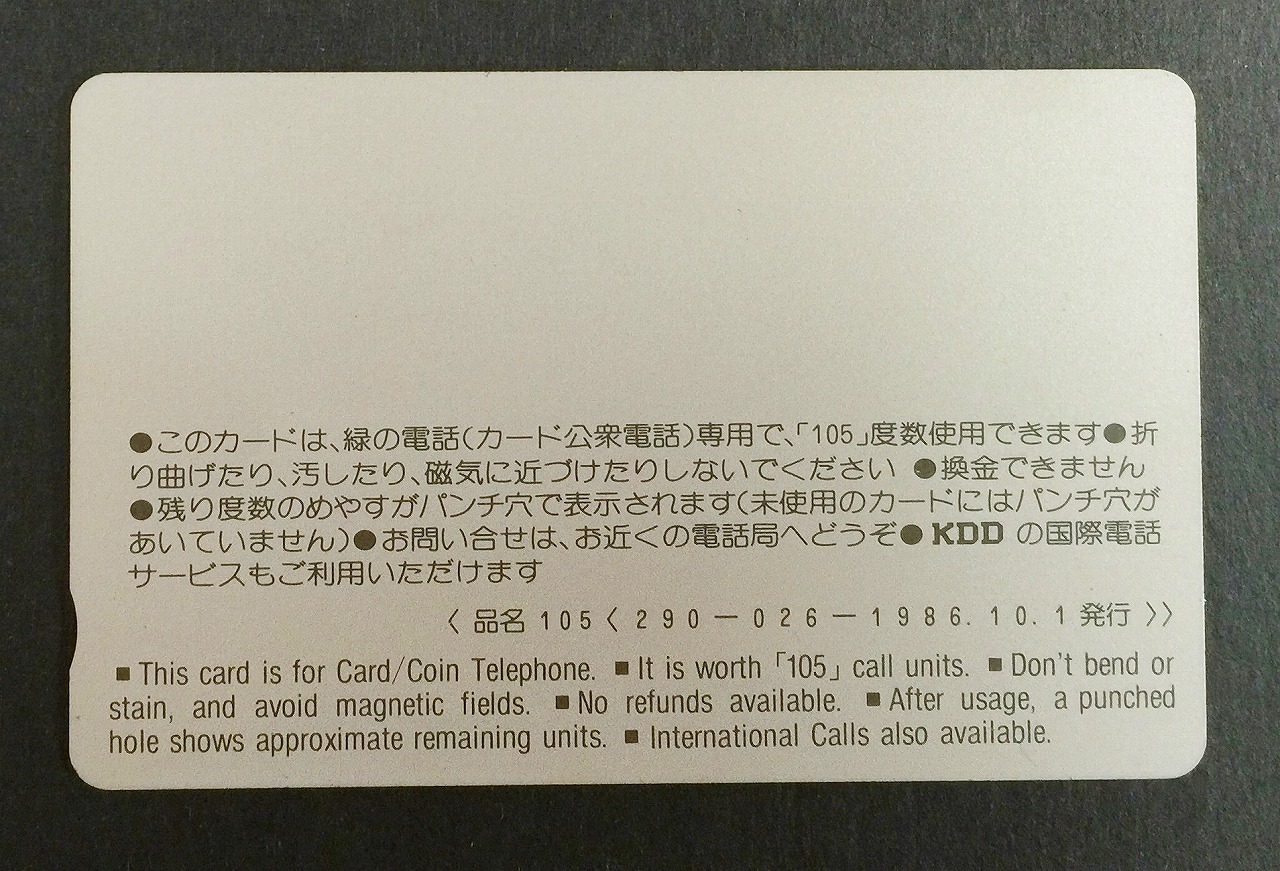 ●このカードは、緑の電話(カード公衆電話)専用で、「105」度数使用できます●折
り曲げたり、汚したり、磁気に近づけたりしないでください ●換金できません
●残り度数のめやすがパンチ穴で表示されます(未使用のカードにはパンチ穴が
あいていません)●お問い合せは、お近くの電話局へどうぞ●KDD の国際電話
サービスもご利用いただけます
〈 品名 105〈 290－026－1986.10.1 発行 〉〉
■This card is for Card/Coin Telephone. ■It is worth「105」call units. ■Don't bend or
stain, and avoid magnetic fields. ■No refunds available. ■After usage, a punched
hole shows approximate remaining units. ■International Calls also available.